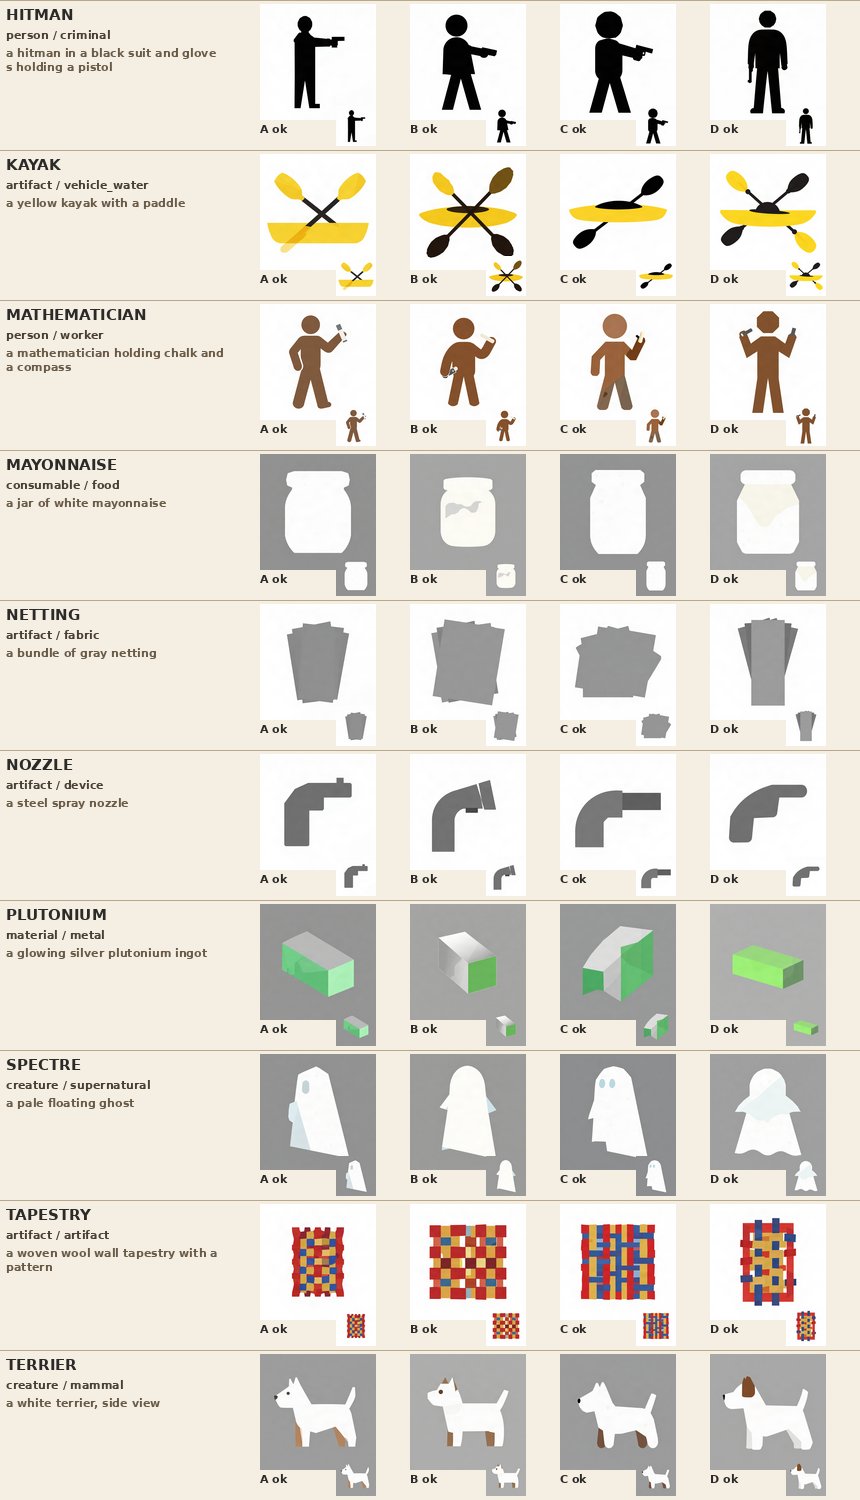 HITMAN
person / criminal
a hitman in a black suit and glove
s holding a pistol
A ok
B ok
C ok
D ok
KAYAK
artifact / vehicle_water
a yellow kayak with a paddle
A ok
B ok
C ok
D ok
MATHEMATICIAN
person / worker
a mathematician holding chalk and
a compass
A ok
B ok
C ok
D ok
MAYONNAISE
consumable / food
a jar of white mayonnaise
A ok
B ok
C ok
D ok
NETTING
artifact / fabric
a bundle of gray netting
A ok
B ok
C ok
D ok
NOZZLE
artifact / device
a steel spray nozzle
A ok
B ok
C ok
D ok
PLUTONIUM
material / metal
a glowing silver plutonium ingot
A ok
B ok
C ok
D ok
SPECTRE
creature / supernatural
a pale floating ghost
A ok
B ok
C ok
D ok
TAPESTRY
artifact / artifact
a woven wool wall tapestry with a
pattern
A ok
B ok
C ok
D ok
TERRIER
creature / mammal
a white terrier, side view
A ok
B ok
C ok
D ok